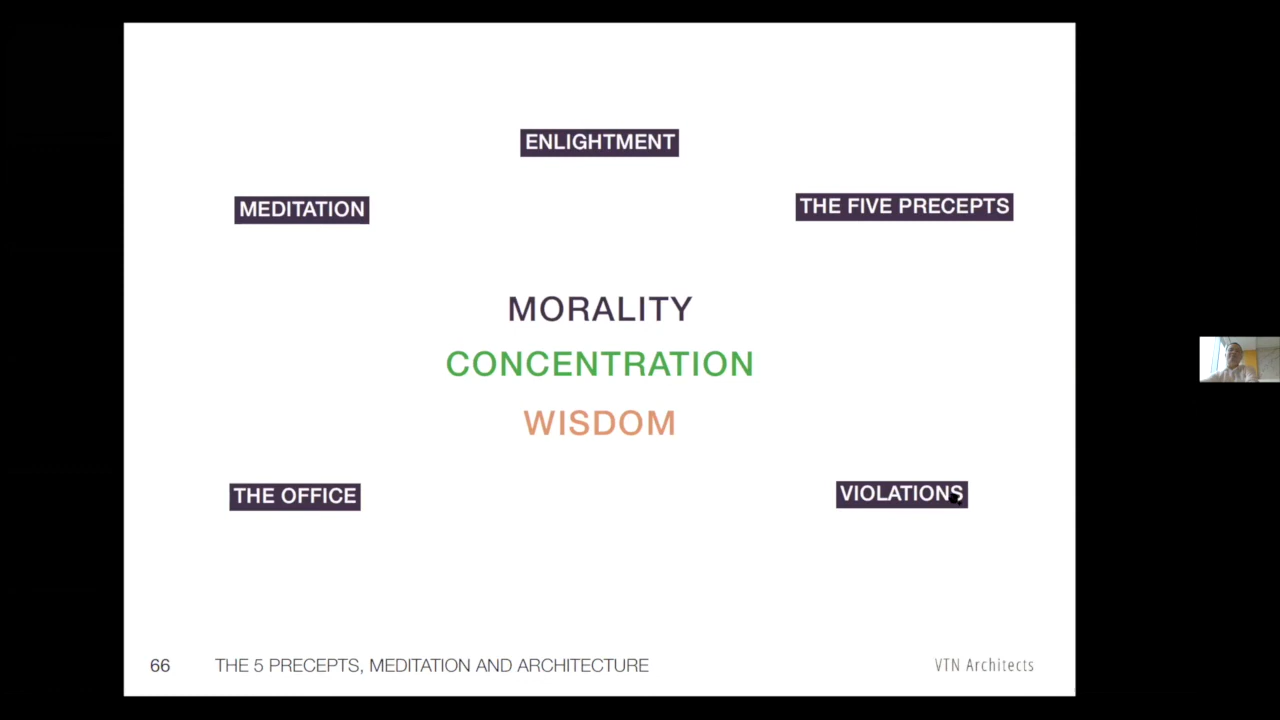 ENLIGHTMENT
MEDITATION
THE FIVE PRECEPTS
MORALITY
CONCENTRATION
WISDOM
THE OFFICE
VIOLATIONS
66 THE 5 PRECEPTS, MEDITATION AND ARCHITECTURE VTN Architects